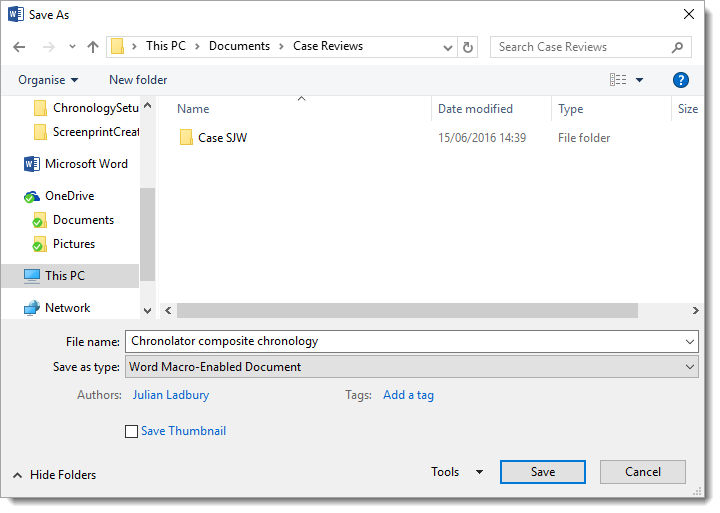 Save As
This PC > Documents > Case Reviews
Search Case Reviews
Organise
New folder
?
Name
Date modified
Type
Size
ChronologySetu
ScreenprintCreat
Microsoft Word
OneDrive
Documents
Pictures
This PC
Network
Case SJW
15/06/2016 14:39
File folder
File name: Chronolator composite chronology
Save as type: Word Macro-Enabled Document
Authors: Julian Ladbury
Tags: Add a tag
Save Thumbnail
Hide Folders
Tools
Save
Cancel